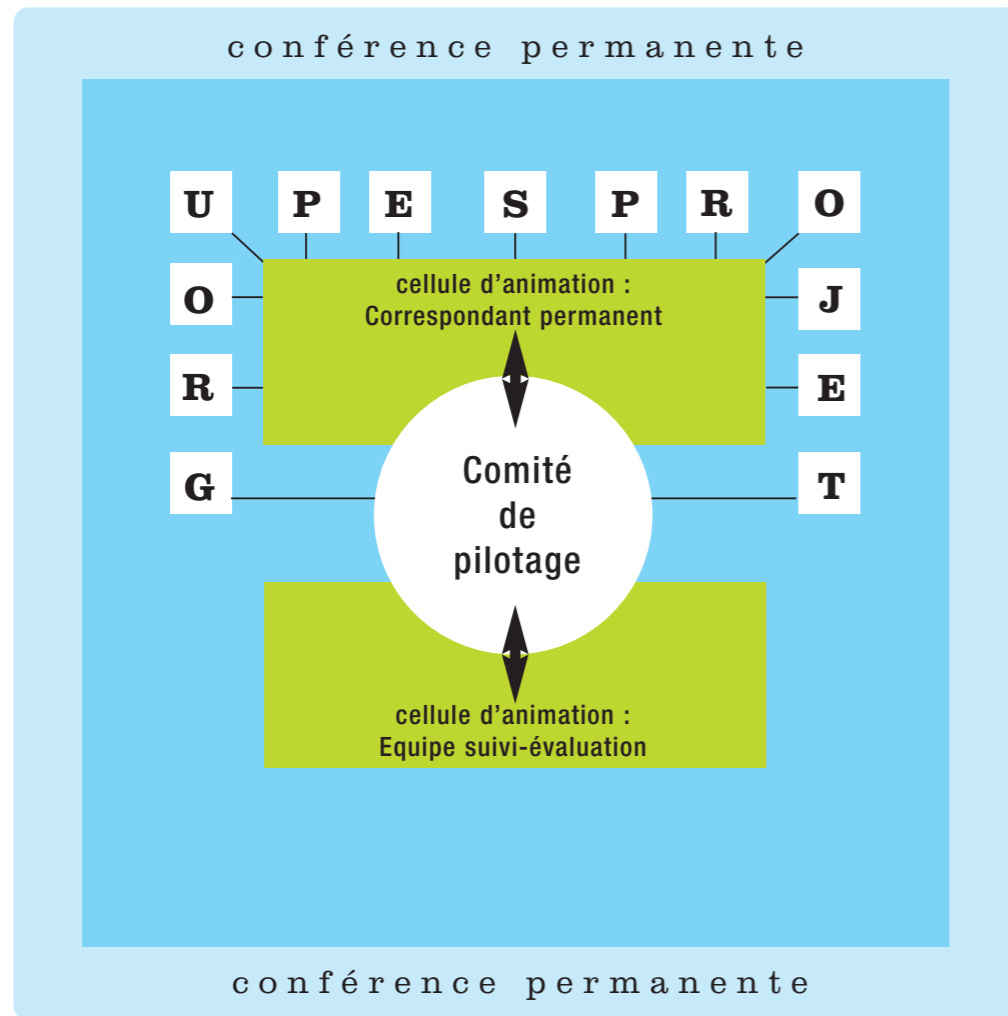 conférence permanente
U P E S P R O
O J
R E
G T
cellule d’animation :
Correspondant permanent
Comité
de
pilotage
cellule d’animation :
Equipe suivi-évaluation
conférence permanente